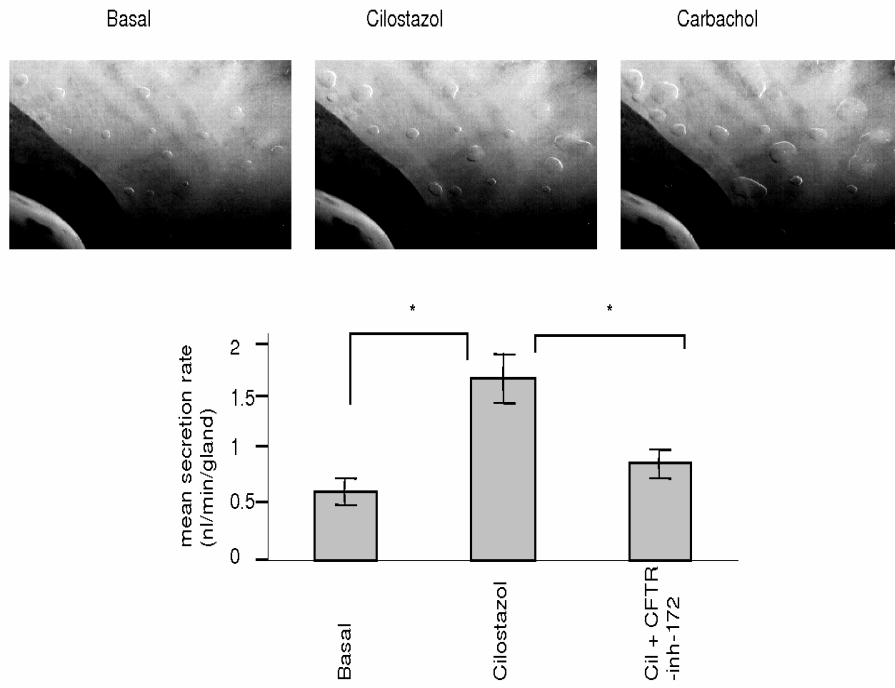 Basal
Cilostazol
Carbachol
*
*
mean secretion rate
(nl/min/gland)
2
1.5
1
0.5
0
Basal
Cilostazol
Cil + CFTR
-inh-172